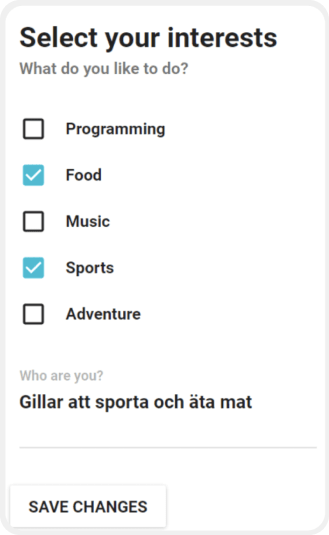 Select your interests
What do you like to do?
Programming
Food
Music
Sports
Adventure
Who are you?
Gillar att sporta och äta mat
SAVE CHANGES